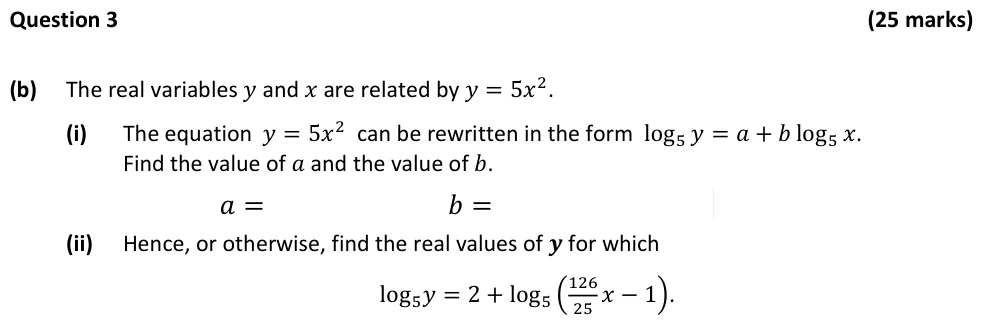 Question 3 (25 marks)
(b) The real variables y and x are related by y = 5x².
(i) The equation y = 5x² can be rewritten in the form log₅ y = a + b log₅ x.
Find the value of a and the value of b.
a = b =
(ii) Hence, or otherwise, find the real values of y for which
log₅y = 2 + log₅ (126/25 x − 1).